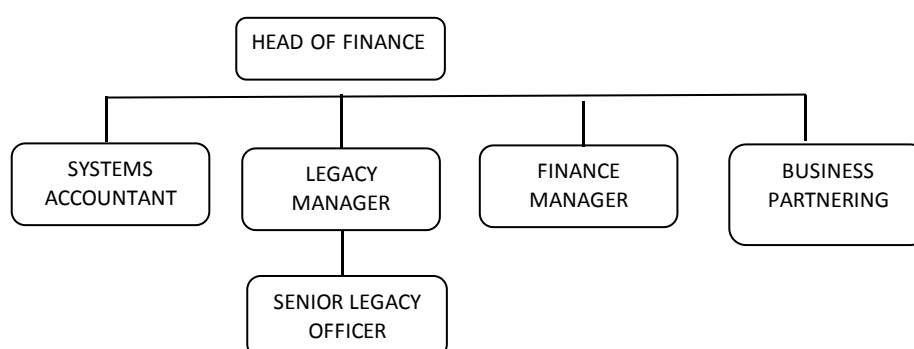 HEAD OF FINANCE
SYSTEMS
ACCOUNTANT
LEGACY
MANAGER
FINANCE
MANAGER
BUSINESS
PARTNERING
SENIOR LEGACY
OFFICER